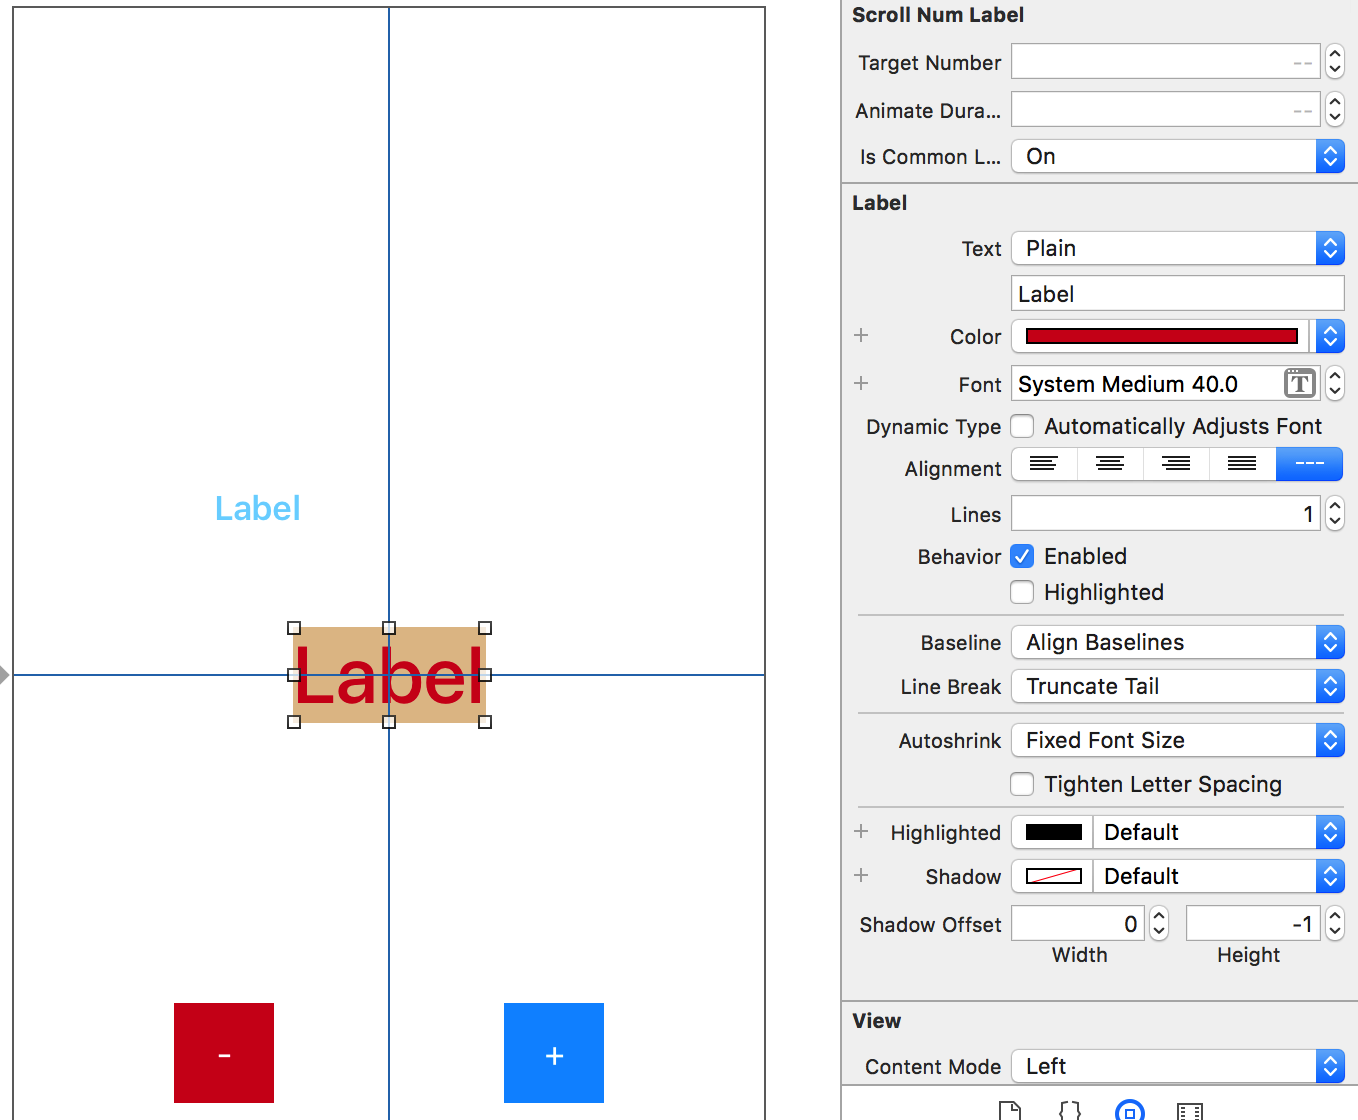 Scroll Num Label
Target Number --
Animate Dura... --
Is Common L... On
Label
Text Plain
Label
Color
Font System Medium 40.0 T
Dynamic Type Automatically Adjusts Font
Alignment ---
Lines 1
Behavior Enabled
Highlighted
Baseline Align Baselines
Line Break Truncate Tail
Autoshrink Fixed Font Size
Tighten Letter Spacing
Highlighted Default
Shadow Default
Shadow Offset 0 -1
Width Height
View
Content Mode Left
Label
Label
- +